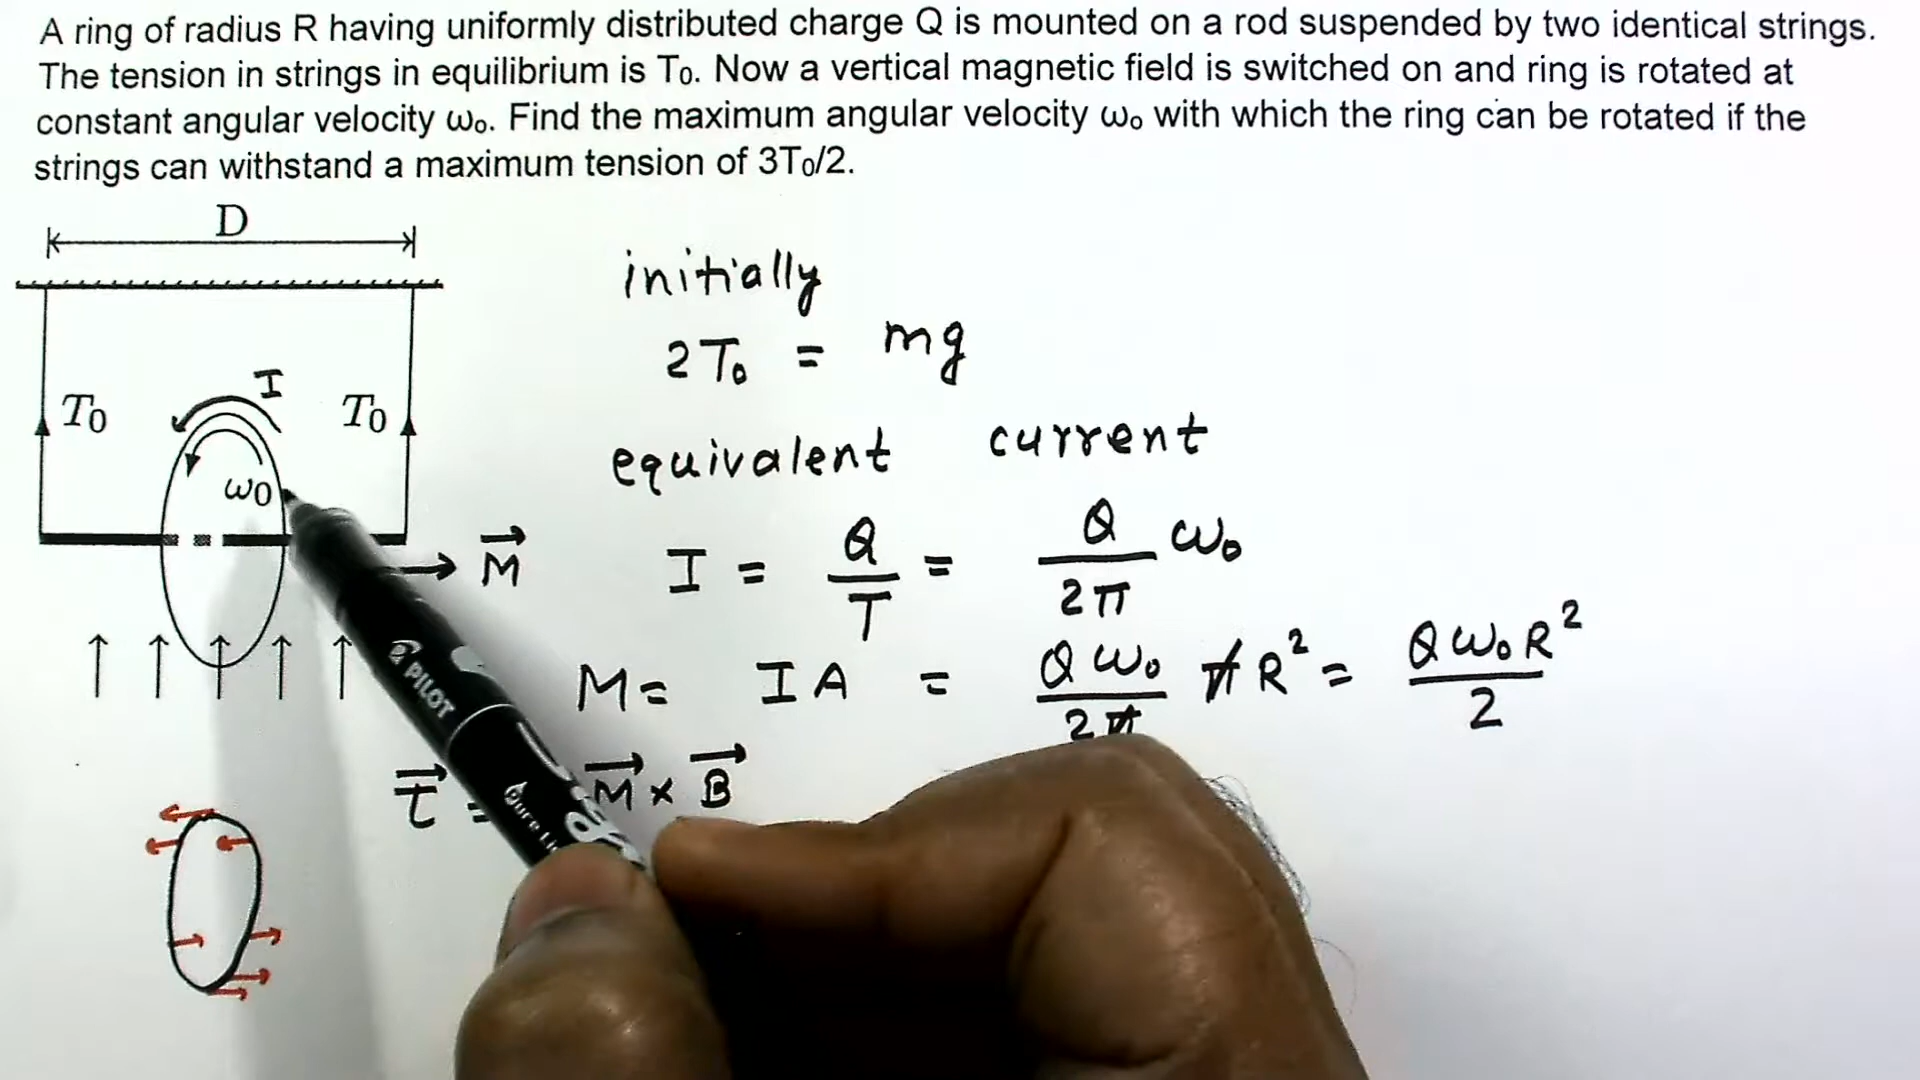 A ring of radius R having uniformly distributed charge Q is mounted on a rod suspended by two identical strings.
The tension in strings in equilibrium is T₀. Now a vertical magnetic field is switched on and ring is rotated at
constant angular velocity ω₀. Find the maximum angular velocity ω₀ with which the ring can be rotated if the
strings can withstand a maximum tension of 3T₀/2.
D
initially
2T₀ = mg
I
T₀ T₀
equivalent current
ω₀
M⃗
I = Q/T = Q/2π ω₀
M = IA = Qω₀/2π πR² = Qω₀R²/2
τ⃗ = M⃗ × B⃗
PILOT